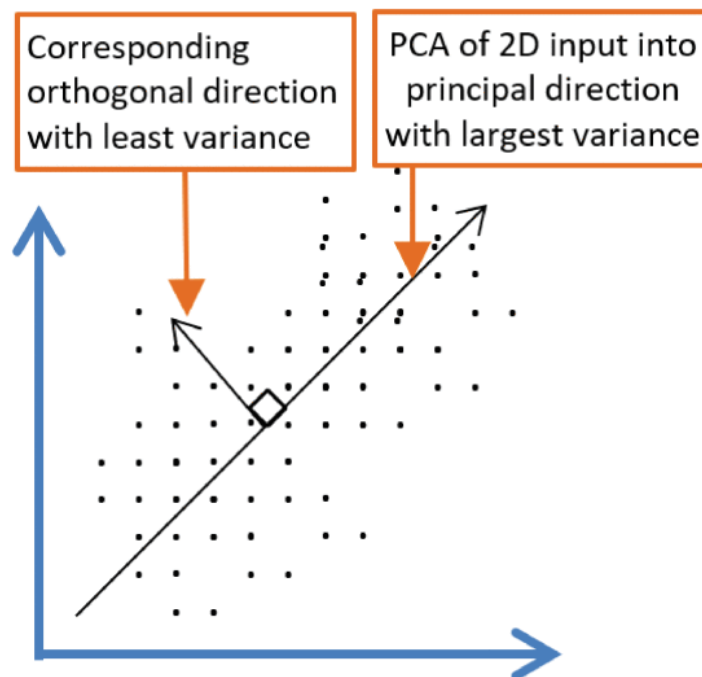 Corresponding
orthogonal direction
with least variance
PCA of 2D input into
principal direction
with largest variance